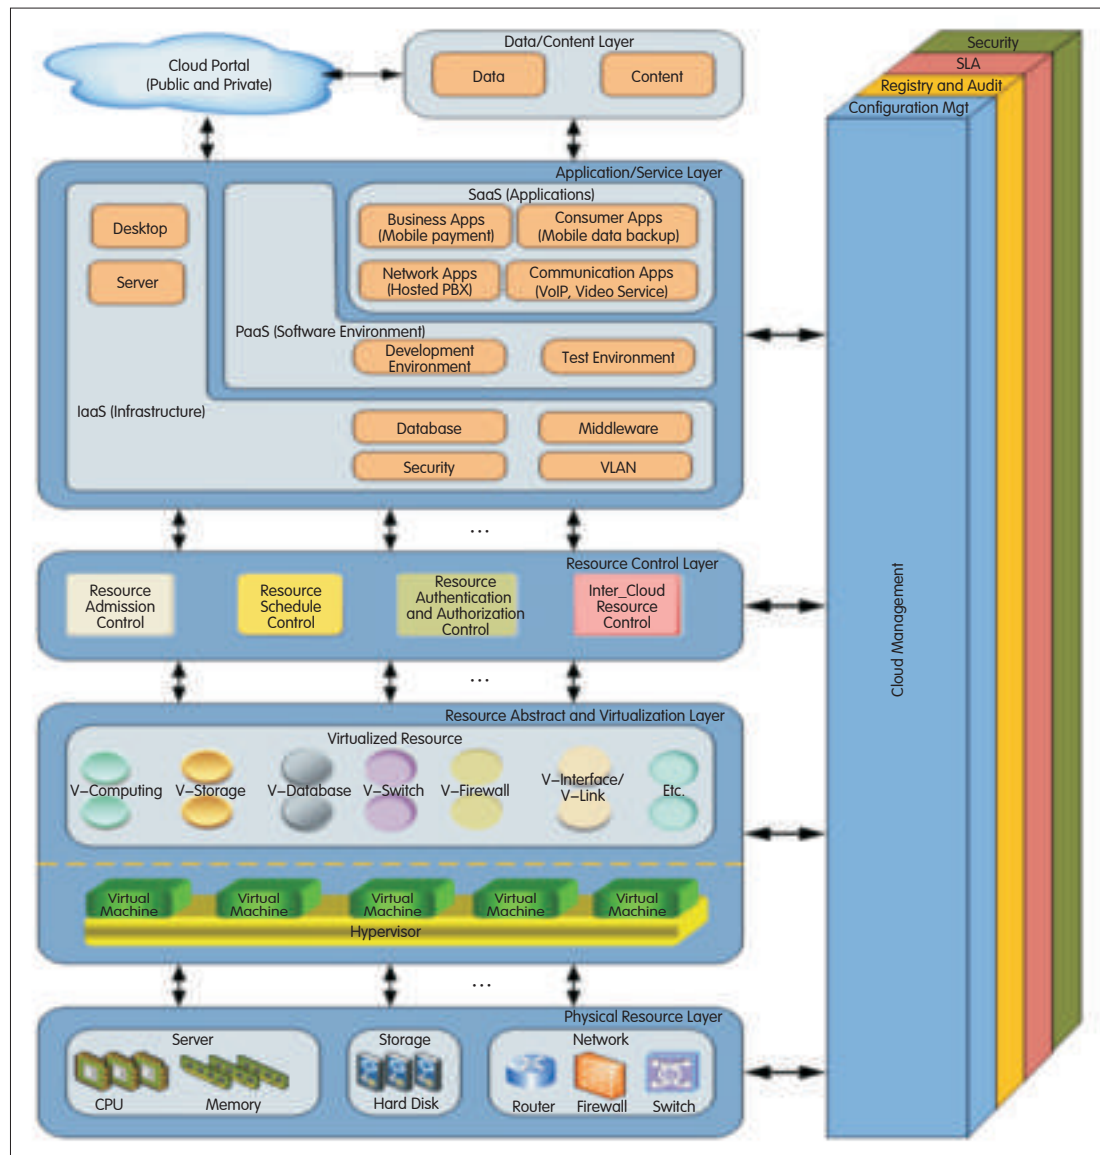 Cloud Portal
(Public and Private)
Data/Content Layer
Data
Content
Security
SLA
Registry and Audit
Configuration Mgt
Application/Service Layer
SaaS (Applications)
Desktop
Business Apps
(Mobile payment)
Consumer Apps
(Mobile data backup)
Server
Network Apps
(Hosted PBX)
Communication Apps
(VoIP, Video Service)
PaaS (Software Environment)
Development
Environment
Test Environment
IaaS (Infrastructure)
Database
Middleware
Security
VLAN
...
Resource Control Layer
Resource
Admission
Control
Resource
Schedule
Control
Resource
Authentication
and Authorization
Control
Inter_Cloud
Resource
Control
Cloud Management
...
Resource Abstract and Virtualization Layer
Virtualized Resource
V-Computing
V-Storage
V-Database
V-Switch
V-Firewall
V-Interface/
V-Link
Etc.
Virtual
Machine
Virtual
Machine
Virtual
Machine
Virtual
Machine
Virtual
Machine
Hypervisor
...
Physical Resource Layer
Server
Storage
Network
CPU
Memory
Hard Disk
Router
Firewall
Switch